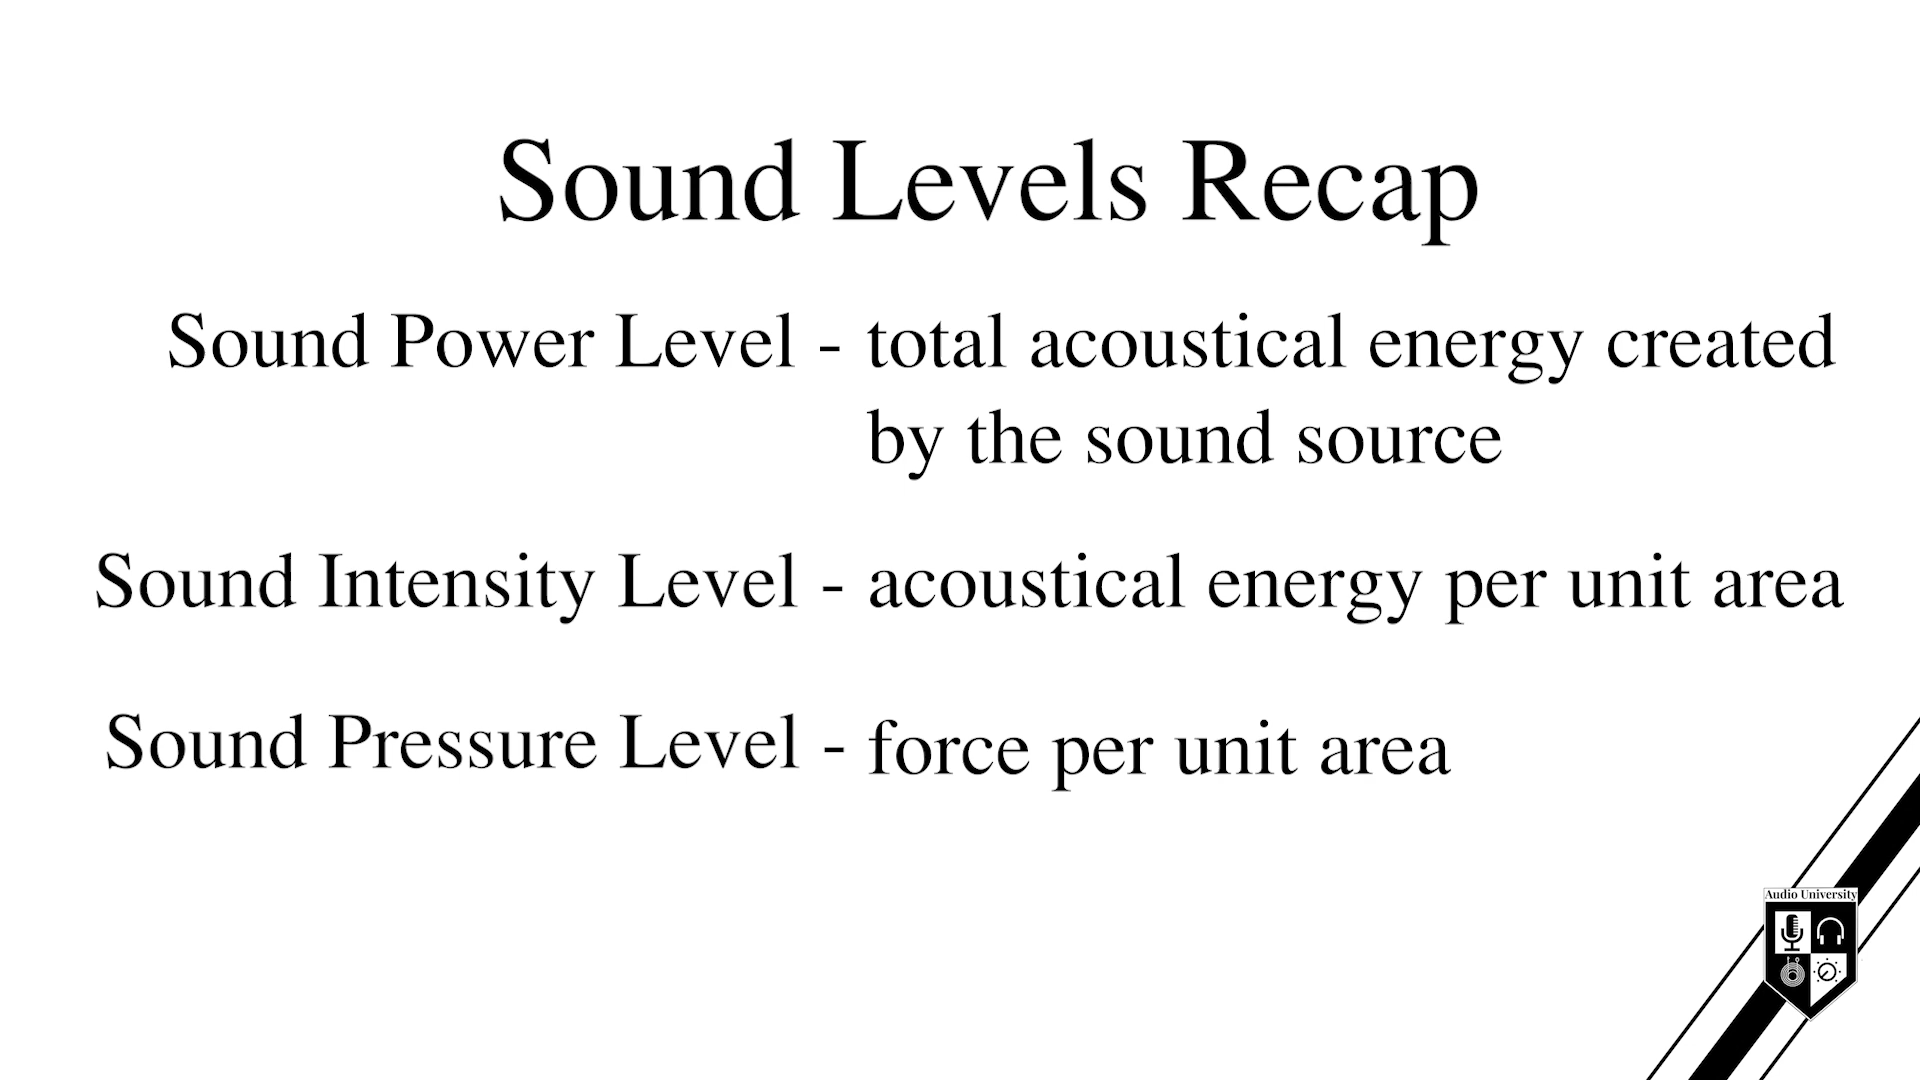 Sound Levels Recap
Sound Power Level - total acoustical energy created
by the sound source
Sound Intensity Level - acoustical energy per unit area
Sound Pressure Level - force per unit area
Audio University